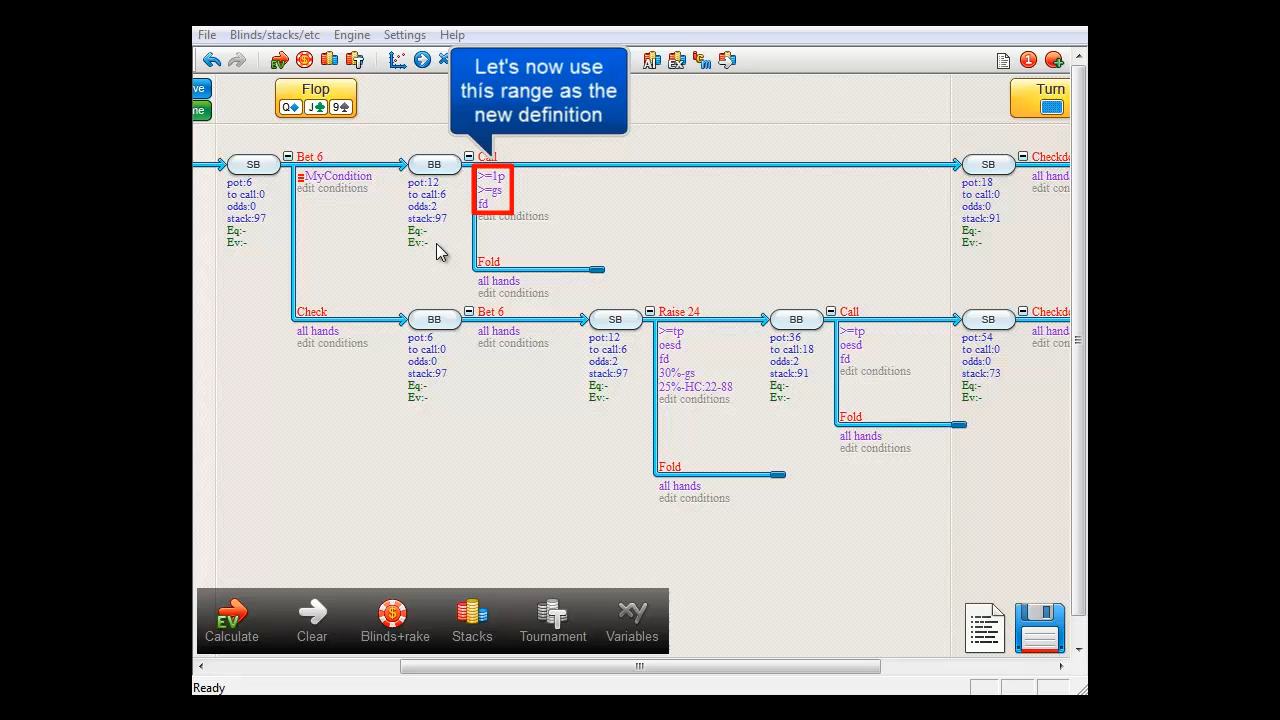 File Blinds/stacks/etc Engine Settings Help
Let's now use
this range as the
new definition
Flop
Q♦ J♣ 9♠
Turn
SB
Bet 6
BB
Call
SB
MyCondition
edit conditions
pot:6
to call:0
odds:0
stack:97
Eq:-
Ev:-
pot:12
to call:6
odds:2
stack:97
Eq:-
Ev:-
>=1p
>=gs
fd
edit conditions
pot:18
to call:0
odds:0
stack:91
Eq:-
Ev:-
all hand
edit con
Fold
all hands
edit conditions
Check
all hands
edit conditions
BB
pot:6
to call:0
odds:0
stack:97
Eq:-
Ev:-
Bet 6
all hands
edit conditions
SB
pot:12
to call:6
odds:2
stack:97
Eq:-
Ev:-
Raise 24
>=tp
oesd
fd
30%-gs
25%-HC:22-88
edit conditions
BB
pot:36
to call:18
odds:2
stack:91
Eq:-
Ev:-
Call
>=tp
oesd
fd
edit conditions
SB
pot:54
to call:0
odds:0
stack:73
Eq:-
Ev:-
all hand
edit con
Fold
all hands
edit conditions
Fold
all hands
edit conditions
EV
Calculate Clear Blinds+rake Stacks Tournament Variables
Ready